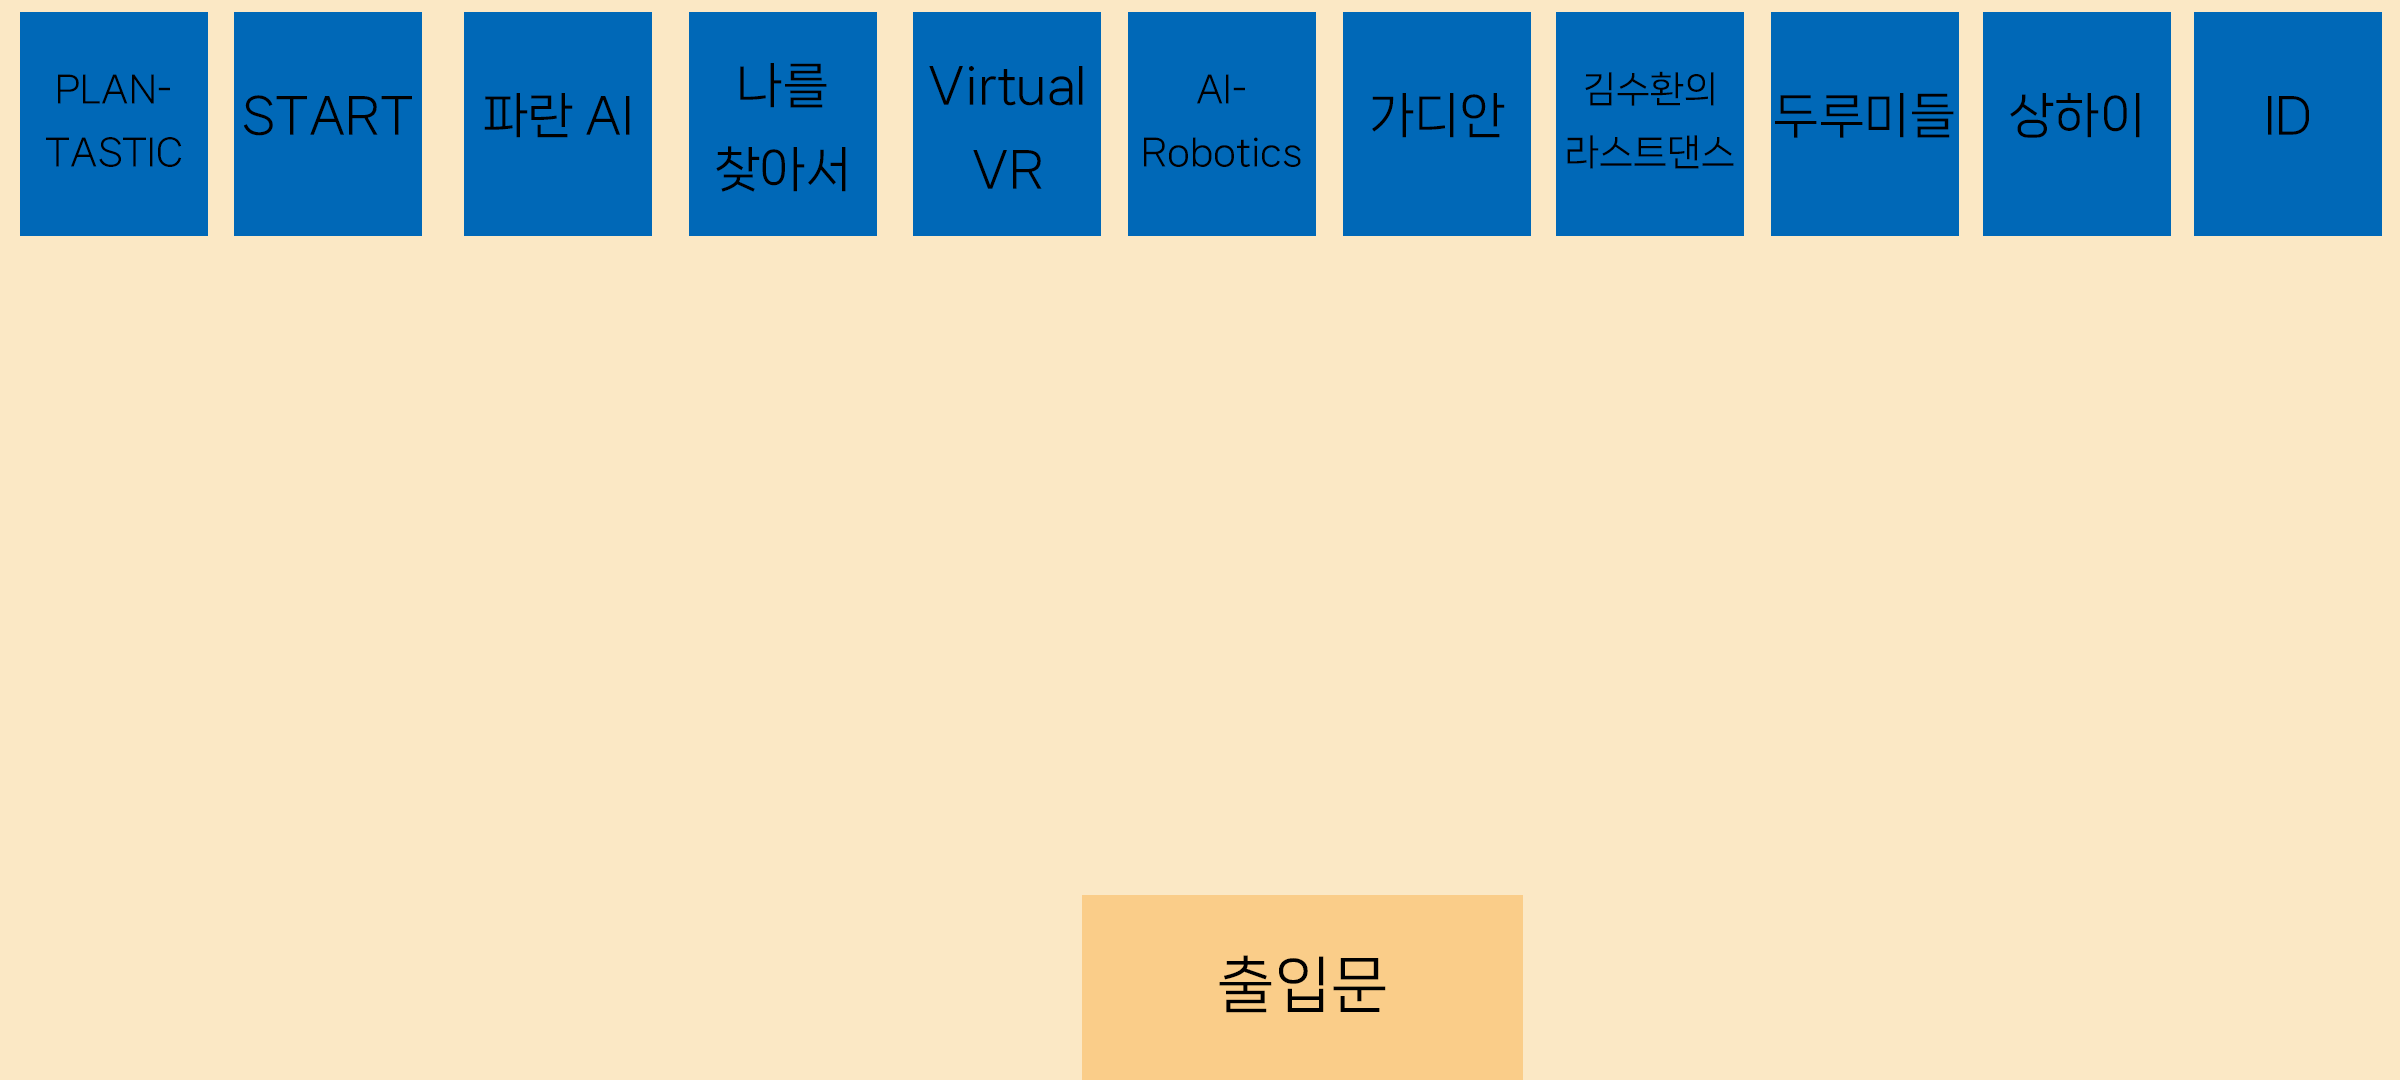 PLAN-
TASTIC
START
파란 AI
나를
찾아서
Virtual
VR
AI-
Robotics
가디안
김수환의
라스트댄스
두루미들
상하이
ID
출입문